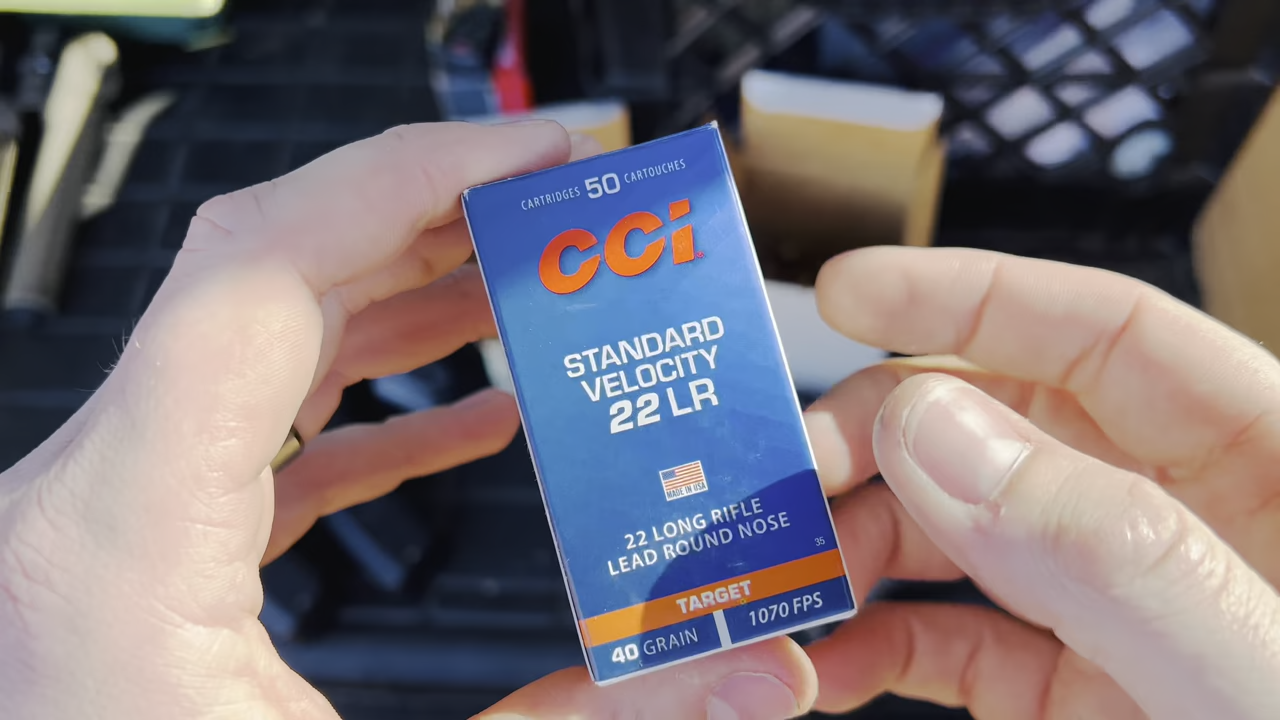 CARTRIDGES 50 CARTOUCHES
CCi
STANDARD
VELOCITY
22 LR
MADE IN USA
22 LONG RIFLE
LEAD ROUND NOSE
35
TARGET
40 GRAIN
1070 FPS